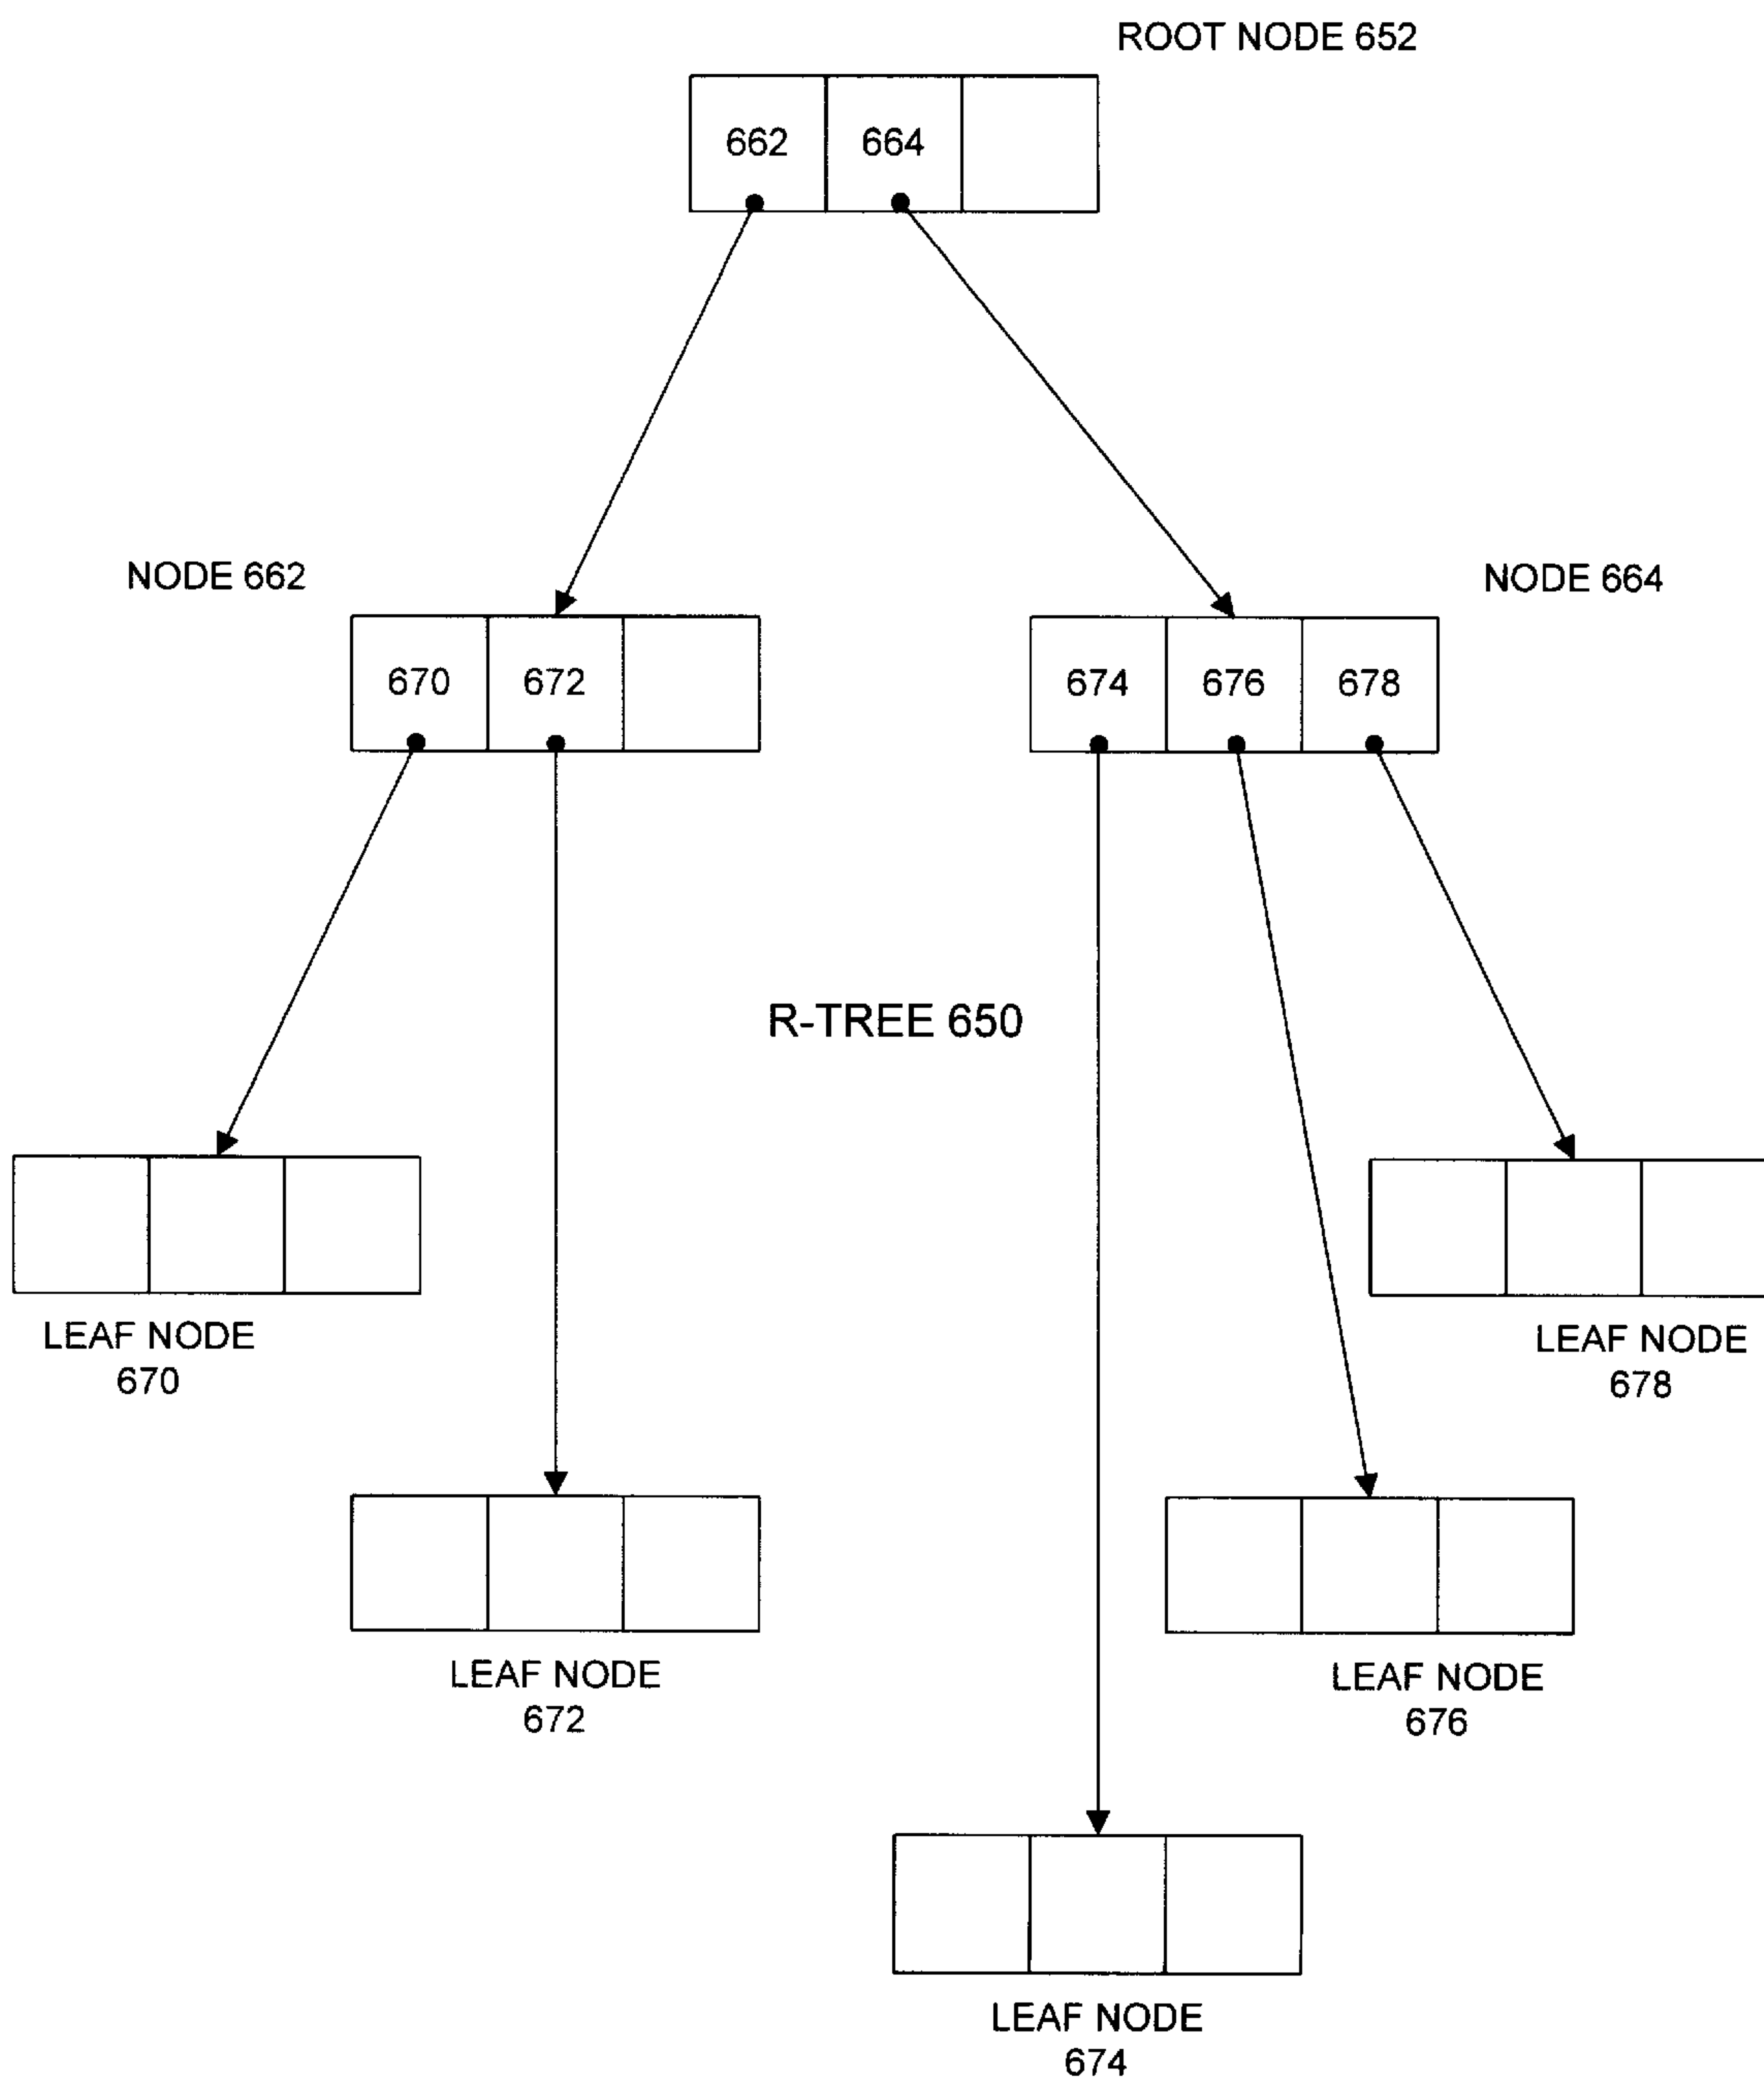 ROOT NODE 652
662 664
NODE 662
NODE 664
670 672
674 676 678
R-TREE 650
LEAF NODE
670
LEAF NODE
678
LEAF NODE
672
LEAF NODE
676
LEAF NODE
674